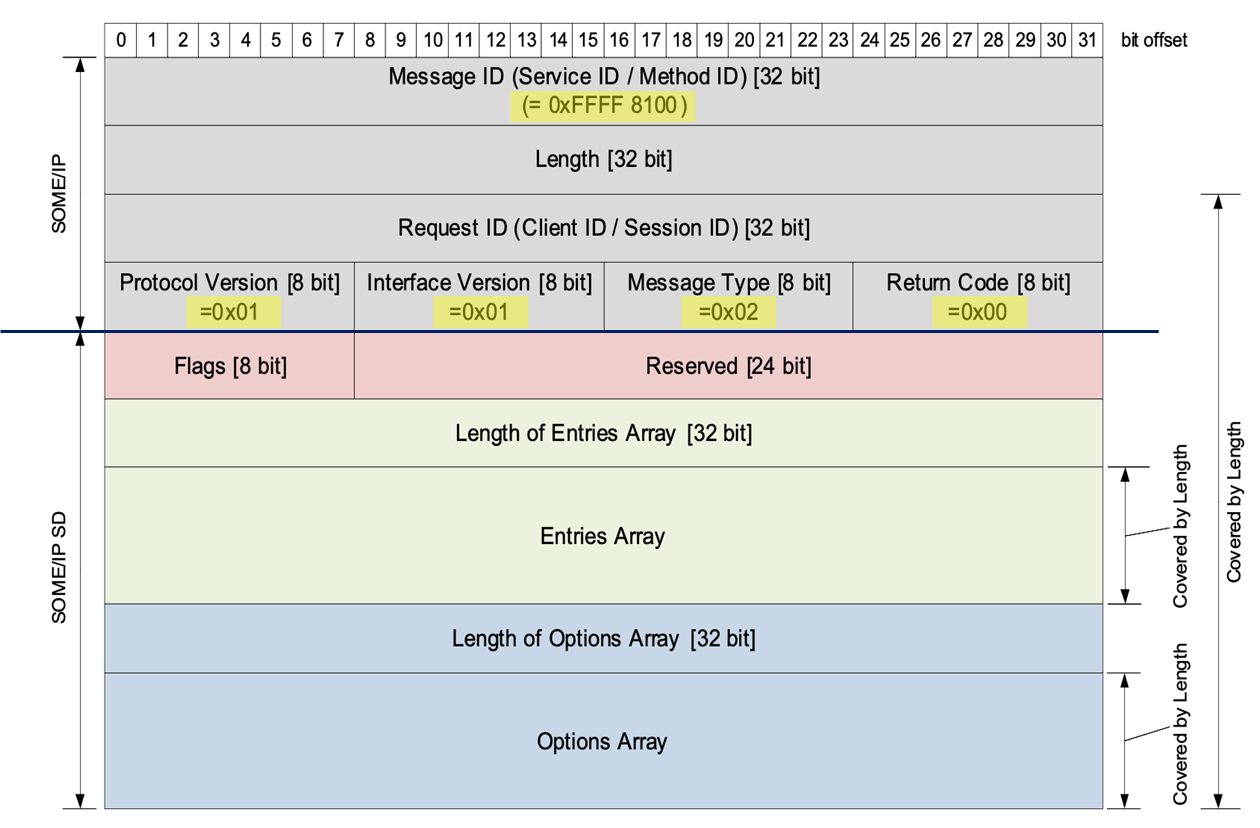 0 1 2 3 4 5 6 7 8 9 10 11 12 13 14 15 16 17 18 19 20 21 22 23 24 25 26 27 28 29 30 31 bit offset
Message ID (Service ID / Method ID) [32 bit]
(= 0xFFFF 8100)
Length [32 bit]
SOME/IP
Request ID (Client ID / Session ID) [32 bit]
Protocol Version [8 bit] Interface Version [8 bit] Message Type [8 bit] Return Code [8 bit]
=0x01 =0x01 =0x02 =0x00
Flags [8 bit] Reserved [24 bit]
Length of Entries Array [32 bit]
Entries Array
Covered by Length
Covered by Length
SOME/IP SD
Length of Options Array [32 bit]
Options Array
Covered by Length